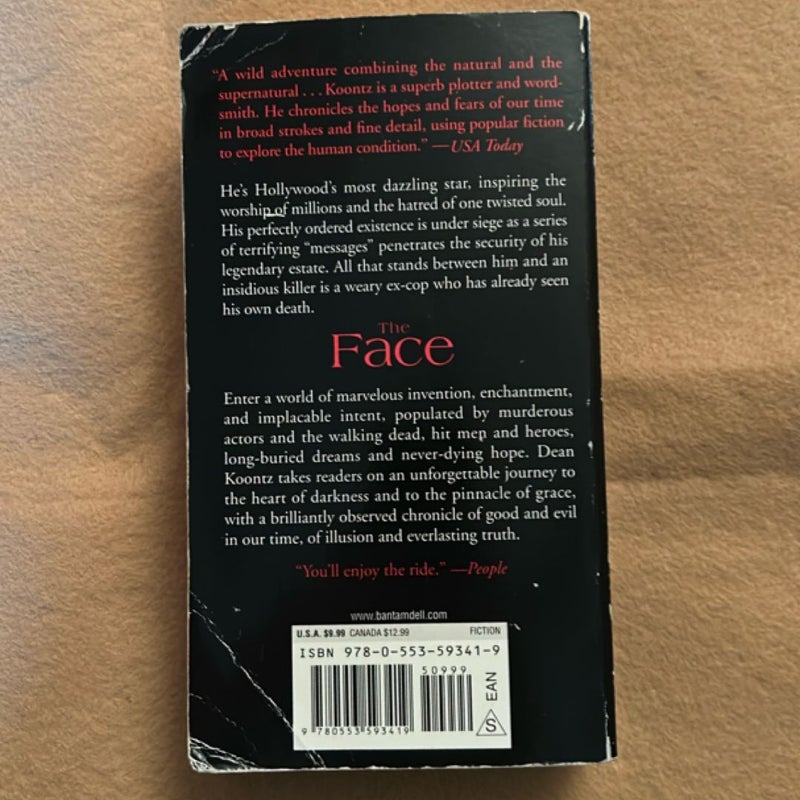 “A wild adventure combining the natural and the
supernatural . . . Koontz is a superb plotter and word-
smith. He chronicles the hopes and fears of our time
in broad strokes and fine detail, using popular fiction
to explore the human condition.” —USA Today
He’s Hollywood’s most dazzling star, inspiring the
worship of millions and the hatred of one twisted soul.
His perfectly ordered existence is under siege as a series
of terrifying “messages” penetrates the security of his
legendary estate. All that stands between him and an
insidious killer is a weary ex-cop who has already seen
his own death.
The
Face
Enter a world of marvelous invention, enchantment,
and implacable intent, populated by murderous
actors and the walking dead, hit men and heroes,
long-buried dreams and never-dying hope. Dean
Koontz takes readers on an unforgettable journey to
the heart of darkness and to the pinnacle of grace,
with a brilliantly observed chronicle of good and evil
in our time, of illusion and everlasting truth.
“You’ll enjoy the ride.” —People
www.bantamdell.com
U.S.A. $9.99 CANADA $12.99 FICTION
ISBN 978-0-553-59341-9
50999
9 780553 593419
EAN
S